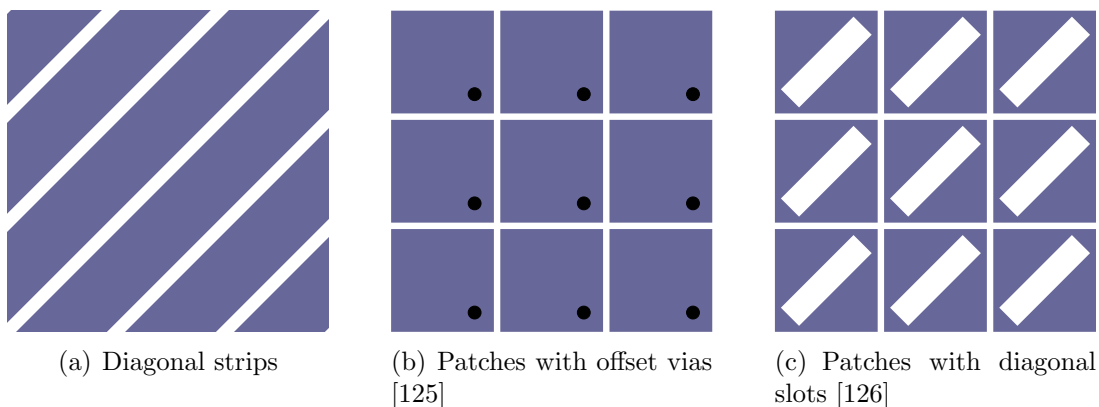 (a) Diagonal strips
(b) Patches with offset vias
[125]
(c) Patches with diagonal
slots [126]